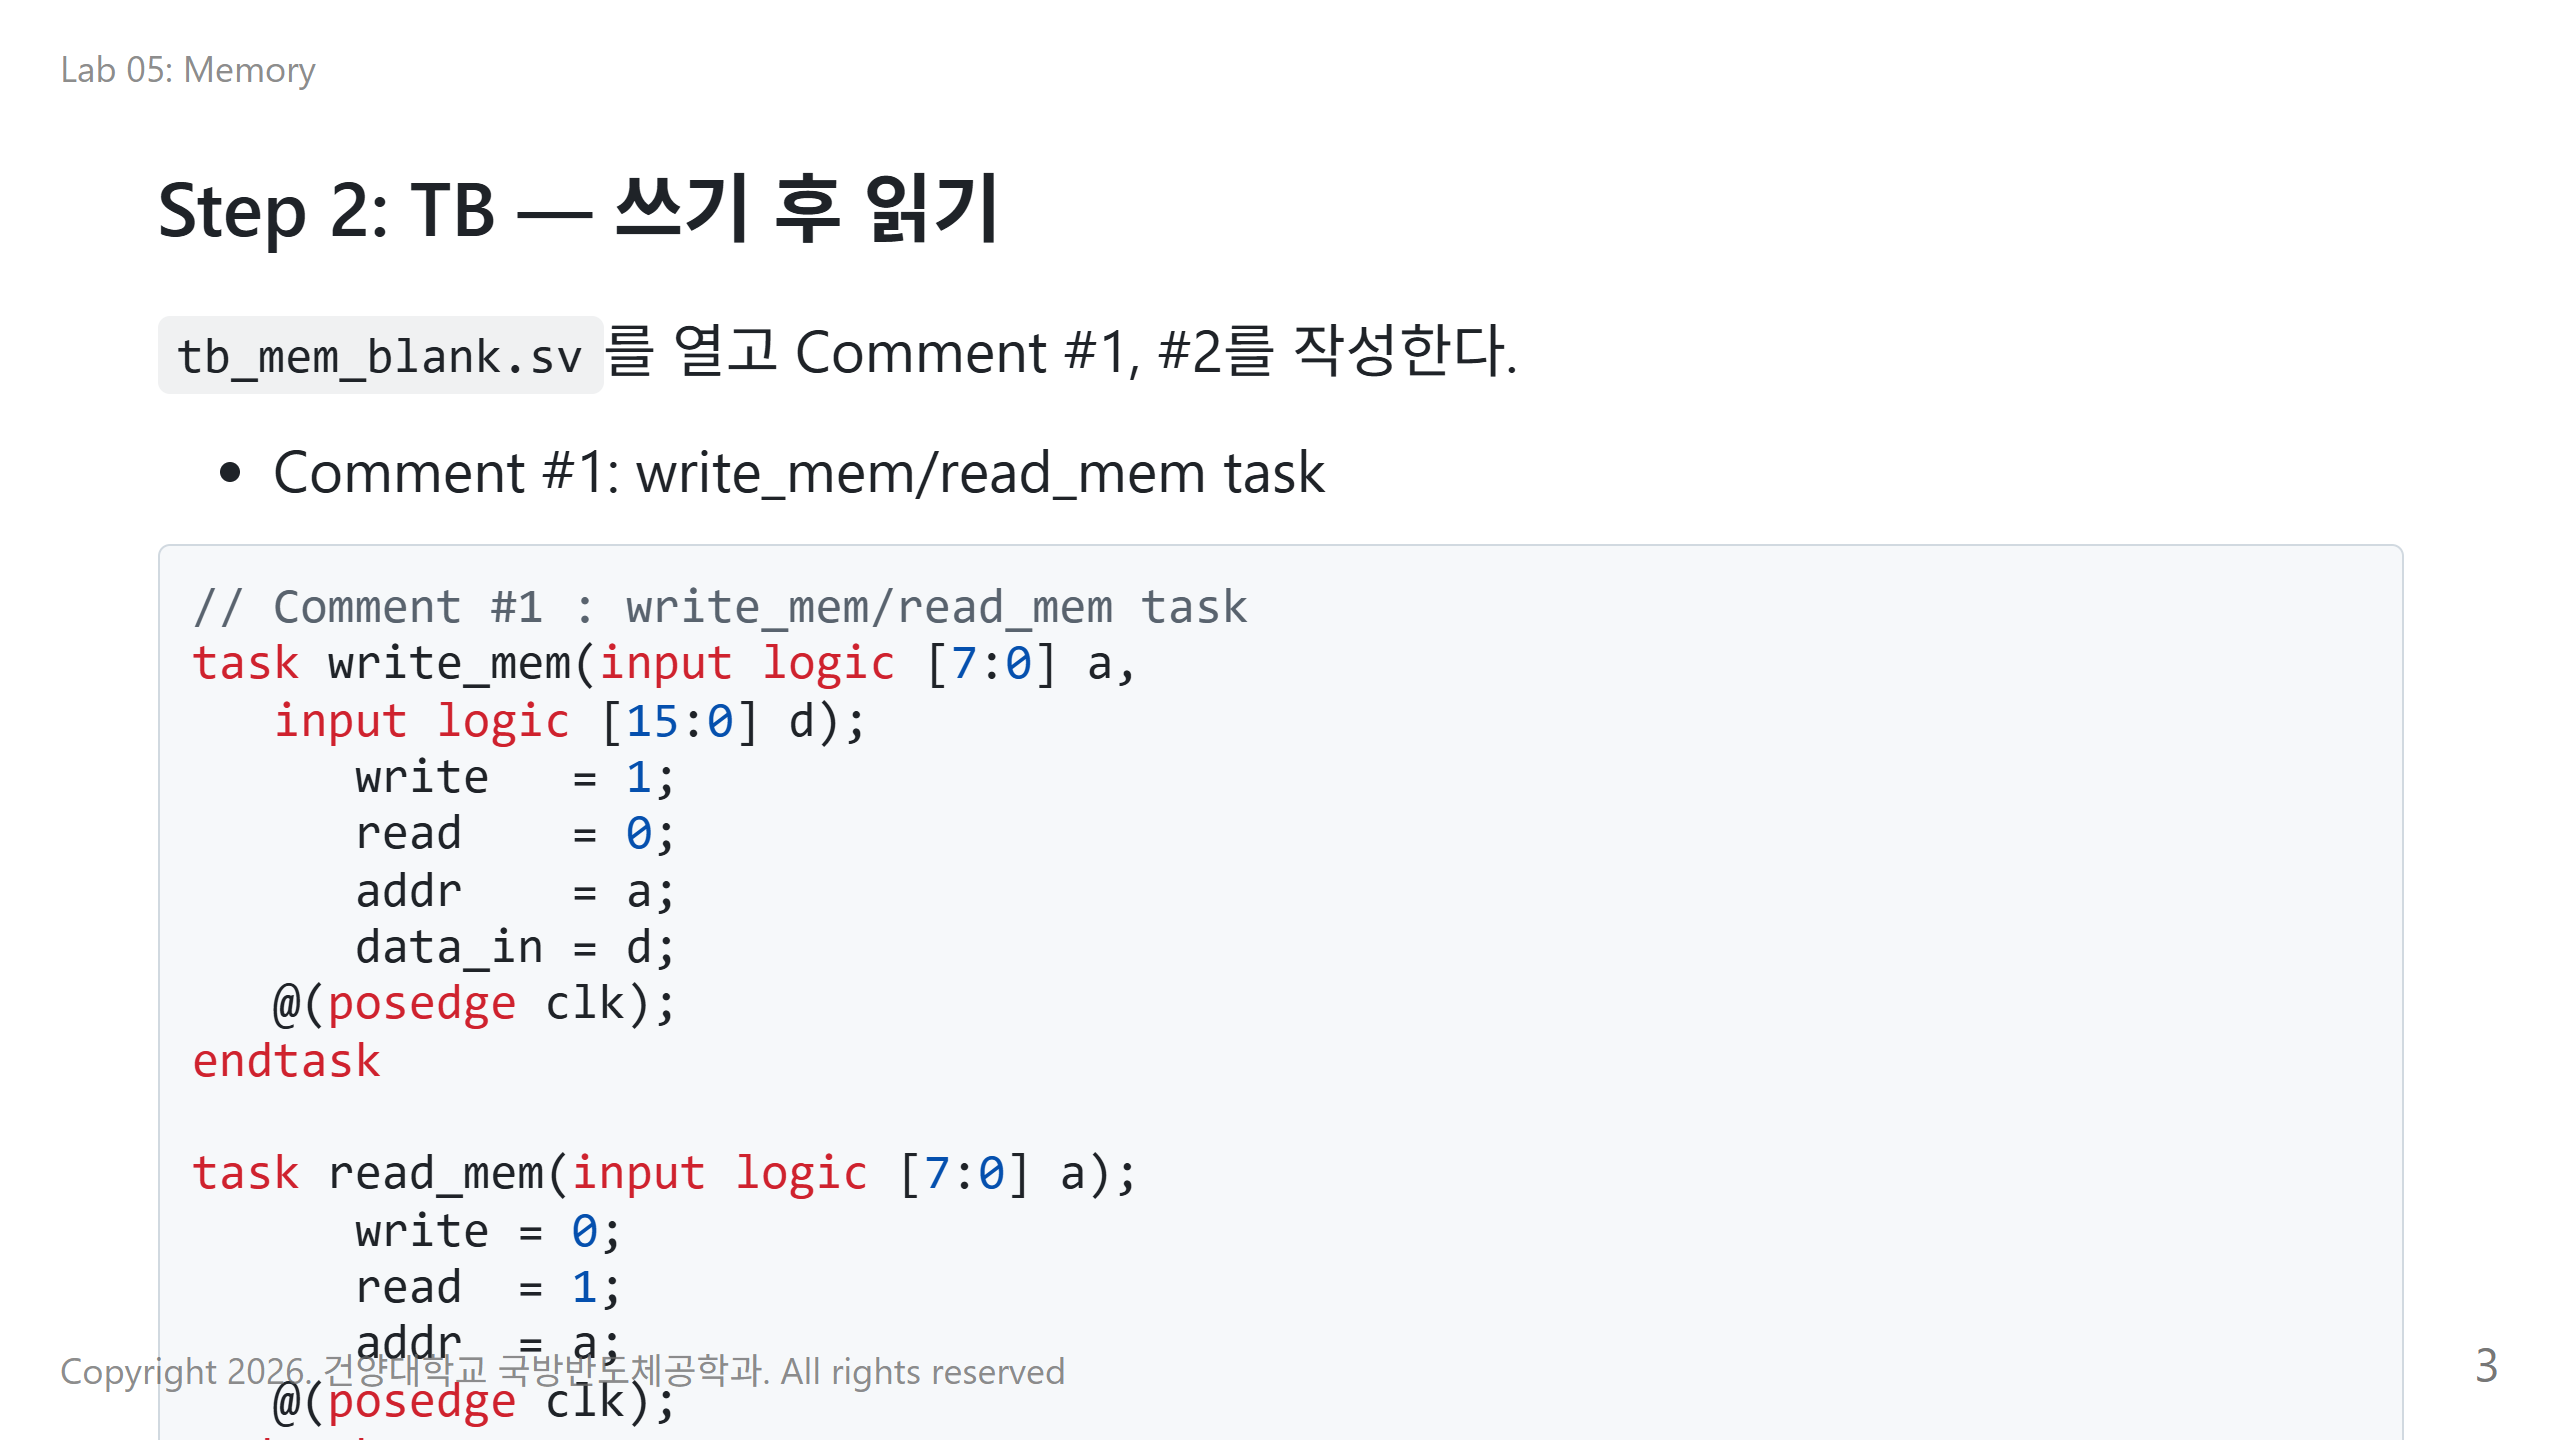 Lab 05: Memory
Step 2: TB — 쓰기 후 읽기
tb_mem_blank.sv를 열고 Comment #1, #2를 작성한다.
• Comment #1: write_mem/read_mem task
// Comment #1 : write_mem/read_mem task
task write_mem(input logic [7:0] a,
   input logic [15:0] d);
      write   = 1;
      read    = 0;
      addr    = a;
      data_in = d;
   @(posedge clk);
endtask

task read_mem(input logic [7:0] a);
      write = 0;
      read  = 1;
      addr  = a;
Copyright 2026. 건양대학교 국방반도체공학과. All rights reserved
3
   @(posedge clk);